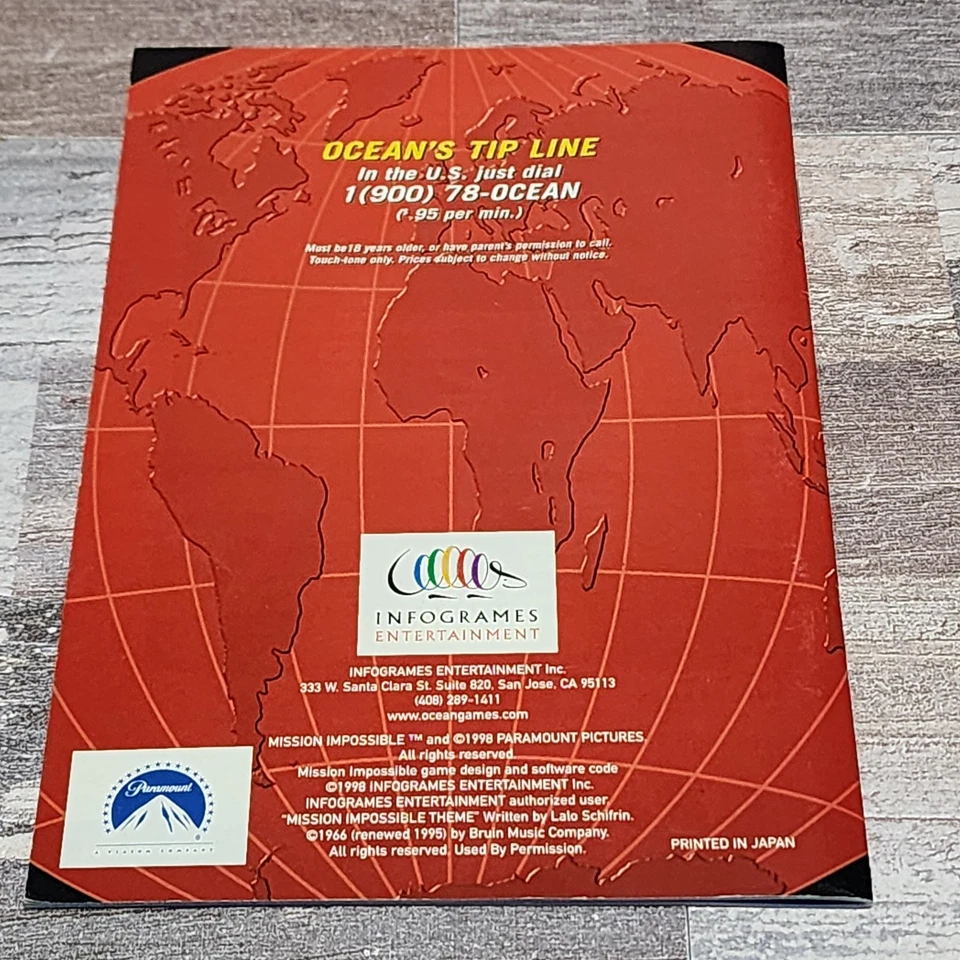 OCEAN'S TIP LINE
In the U.S. just dial
1(900) 78-OCEAN
($.95 per min.)
Must be18 years older, or have parent's permission to call.
Touch-tone only. Prices subject to change without notice.
INFOGRAMES
ENTERTAINMENT
INFOGRAMES ENTERTAINMENT Inc.
333 W. Santa Clara St. Suite 820, San Jose, CA 95113
(408) 289-1411
www.oceangames.com
MISSION IMPOSSIBLE ™ and ©1998 PARAMOUNT PICTURES.
All rights reserved.
Mission Impossible game design and software code
©1998 INFOGRAMES ENTERTAINMENT Inc.
INFOGRAMES ENTERTAINMENT authorized user.
"MISSION IMPOSSIBLE THEME" Written by Lalo Schifrin.
©1966 (renewed 1995) by Bruin Music Company.
All rights reserved. Used By Permission.
Paramount
®
A VIACOM COMPANY
PRINTED IN JAPAN